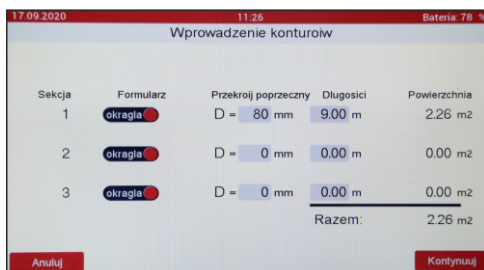 17.09.2020 11:26 Bateria: 78 %
Wprowadzenie konturoiw
Sekcja Formularz Przekroij poprzeczny Dlugosici Powierzchnia
1 okragla D = 80 mm 9.00 m 2.26 m2
2 okragla D = 0 mm 0.00 m 0.00 m2
3 okragla D = 0 mm 0.00 m 0.00 m2
Razem: 2.26 m2
Anuluj Kontynuuj